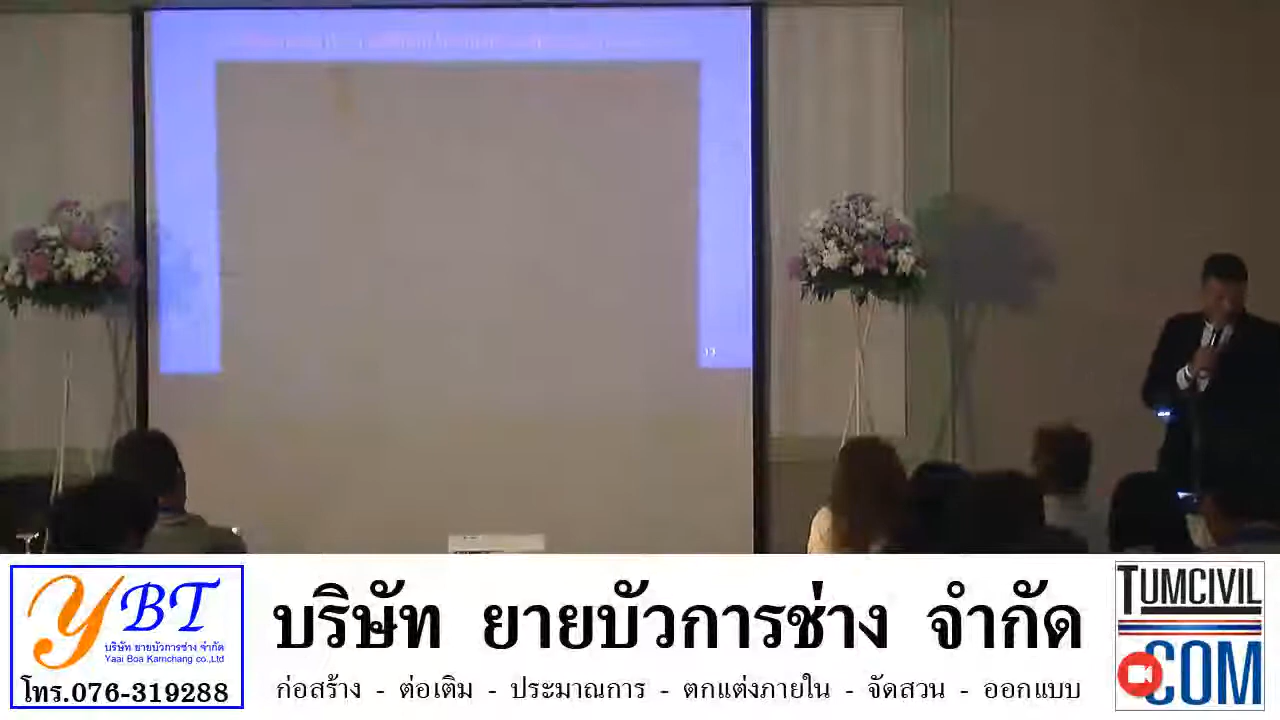 YBT
บริษัท ยายบัวการช่าง จำกัด
Yaai Boa Karnchang co.,Ltd
โทร.076-319288
บริษัท ยายบัวการช่าง จำกัด
ก่อสร้าง - ต่อเติม - ประมาณการ - ตกแต่งภายใน - จัดสวน - ออกแบบ
TUMCIVIL
COM